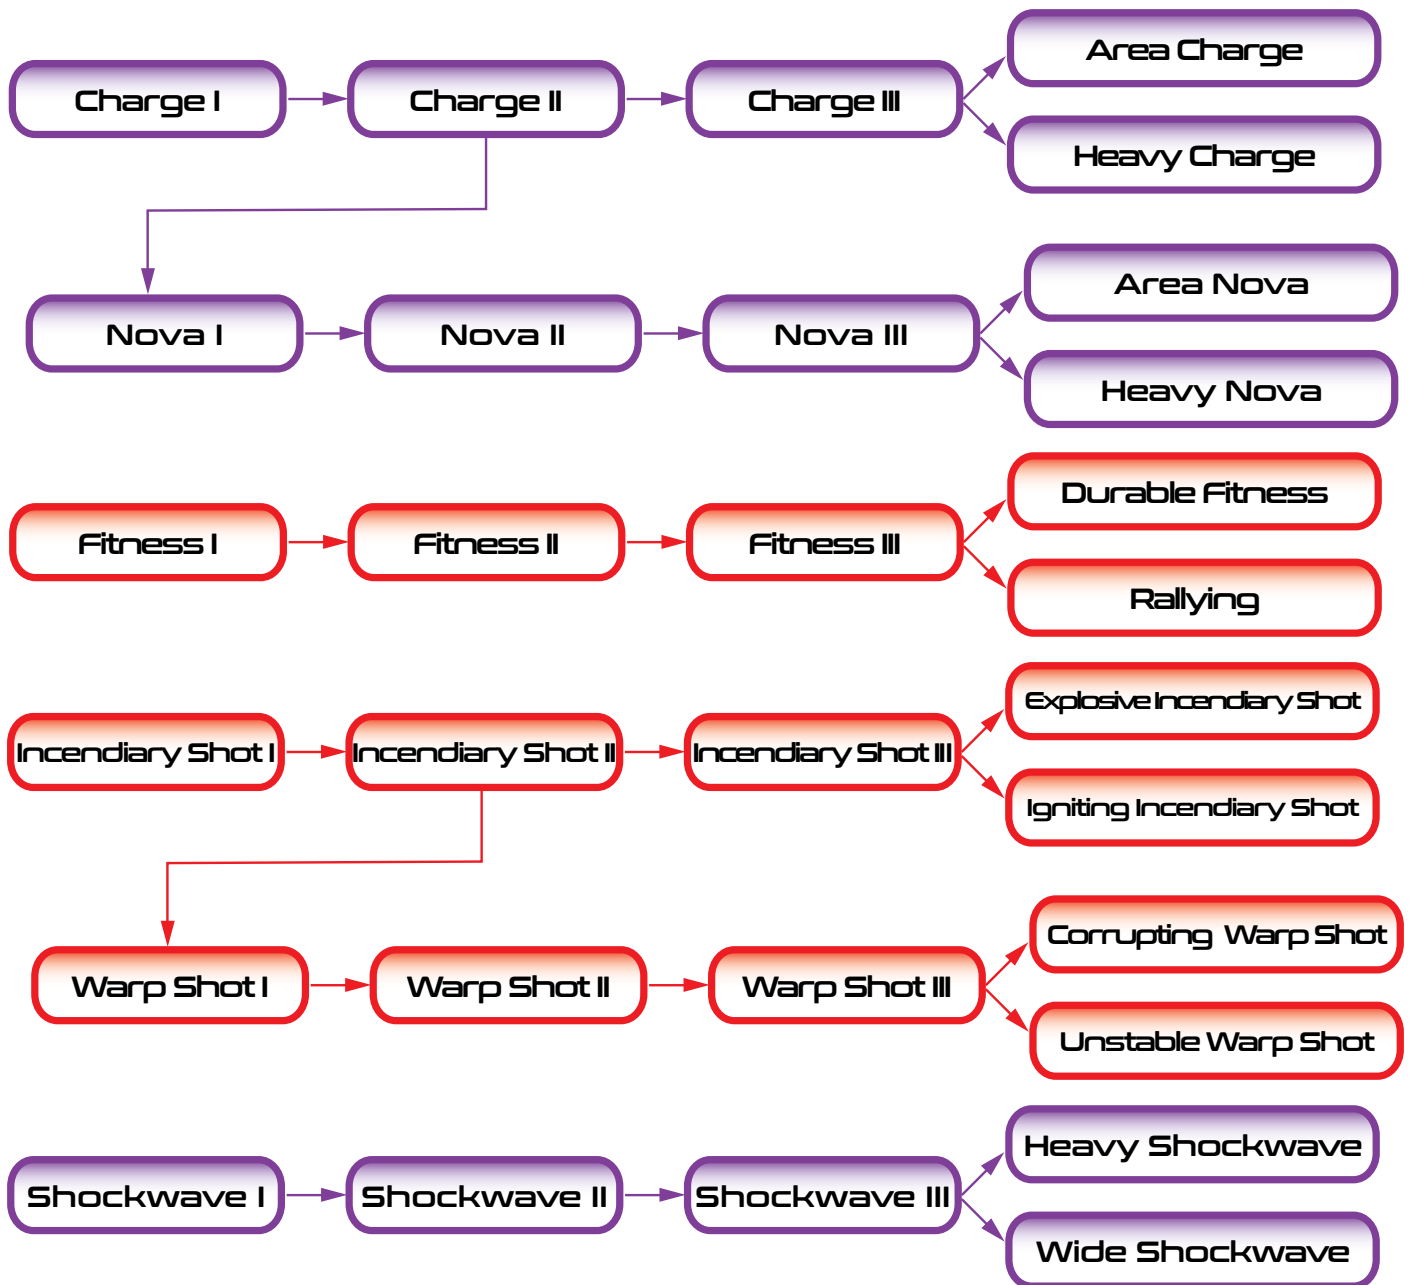 Area Charge
Charge I
Charge II
Charge III
Heavy Charge
Area Nova
Nova I
Nova II
Nova III
Heavy Nova
Durable Fitness
Fitness I
Fitness II
Fitness III
Rallying
Explosive Incendiary Shot
Incendiary Shot I
Incendiary Shot II
Incendiary Shot III
Igniting Incendiary Shot
Corrupting Warp Shot
Warp Shot I
Warp Shot II
Warp Shot III
Unstable Warp Shot
Heavy Shockwave
Shockwave I
Shockwave II
Shockwave III
Wide Shockwave